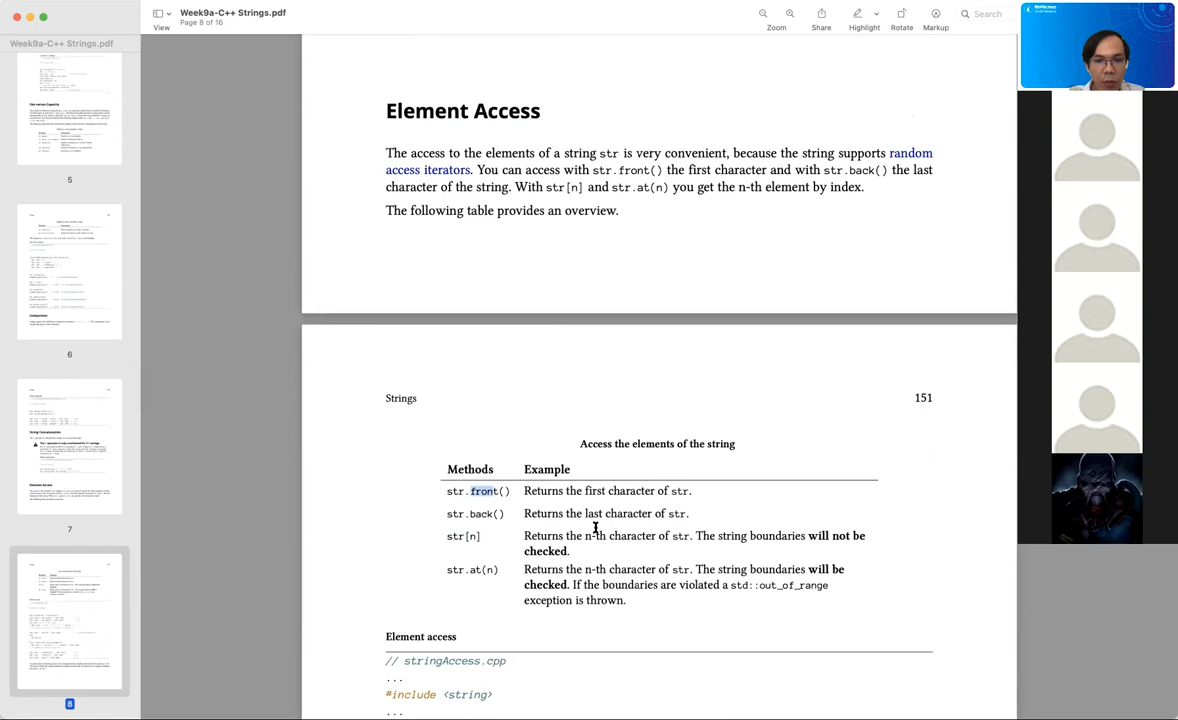 Week9a-C++ Strings.pdf
Page 8 of 16
View
Zoom
Share
Highlight
Rotate
Markup
Search
Week9a-C++ Strings.pdf
5
6
7
8
Element Access
The access to the elements of a string str is very convenient, because the string supports random
access iterators. You can access with str.front() the first character and with str.back() the last
character of the string. With str[n] and str.at(n) you get the n-th element by index.
The following table provides an overview.
Strings 151
Access the elements of the string
Methods Example
str.front() Returns the first character of str.
str.back() Returns the last character of str.
str[n] Returns the n-th character of str. The string boundaries will not be
checked.
str.at(n) Returns the n-th character of str. The string boundaries will be
checked. If the boundaries are violated a std::out_of_range
exception is thrown.
Element access
// stringAccess.cpp
...
#include <string>
...